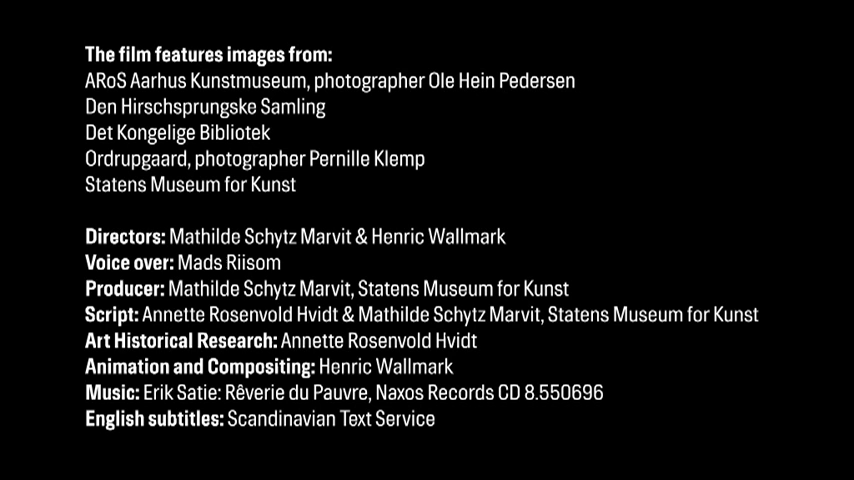 The film features images from:
ARoS Aarhus Kunstmuseum, photographer Ole Hein Pedersen
Den Hirschsprungske Samling
Det Kongelige Bibliotek
Ordrupgaard, photographer Pernille Klemp
Statens Museum for Kunst
Directors: Mathilde Schytz Marvit & Henric Wallmark
Voice over: Mads Riisom
Producer: Mathilde Schytz Marvit, Statens Museum for Kunst
Script: Annette Rosenvold Hvidt & Mathilde Schytz Marvit, Statens Museum for Kunst
Art Historical Research: Annette Rosenvold Hvidt
Animation and Compositing: Henric Wallmark
Music: Erik Satie: Rêverie du Pauvre, Naxos Records CD 8.550696
English subtitles: Scandinavian Text Service